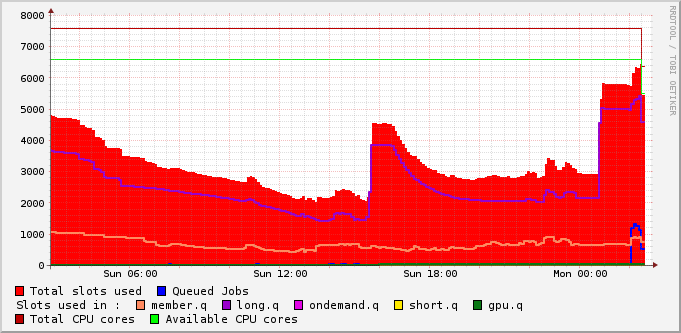 8000
7000
6000
5000
4000
3000
2000
1000
0
Sun 06:00 Sun 12:00 Sun 18:00 Mon 00:00
Total slots used Queued Jobs
Slots used in : member.q long.q ondemand.q short.q gpu.q
Total CPU cores Available CPU cores
RRDTOOL / TOBI OETIKER